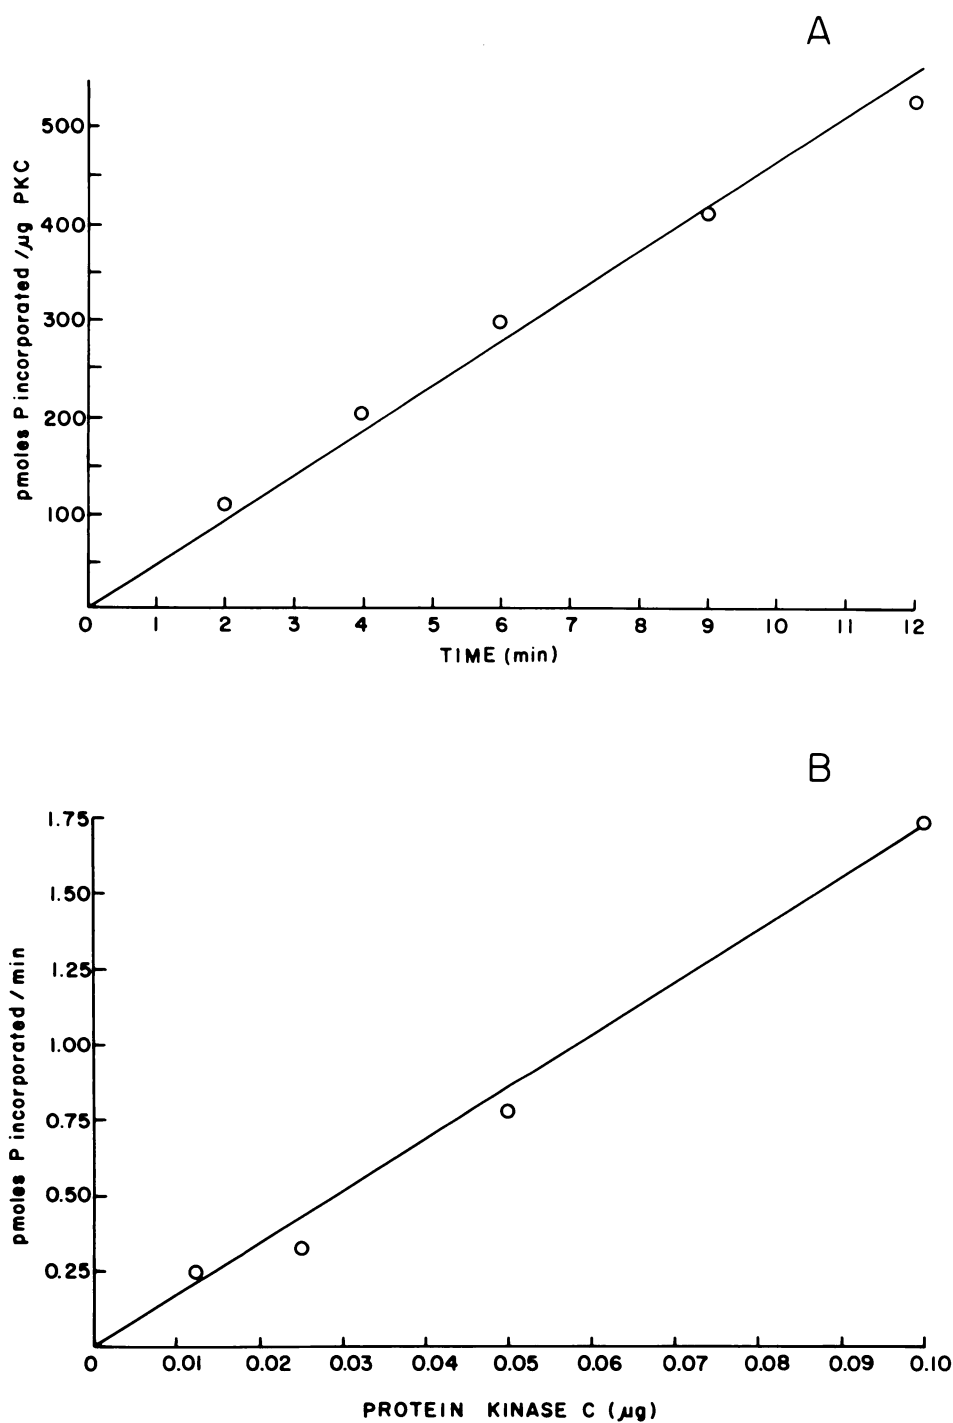 A
500
400
300
200
100
pmoles P incorporated /µg PKC
0 1 2 3 4 5 6 7 8 9 10 11 12
TIME (min)
B
1.75
1.50
1.25
1.00
0.75
0.50
0.25
pmoles P incorporated / min
0 0.01 0.02 0.03 0.04 0.05 0.06 0.07 0.08 0.09 0.10
PROTEIN KINASE C (µg)